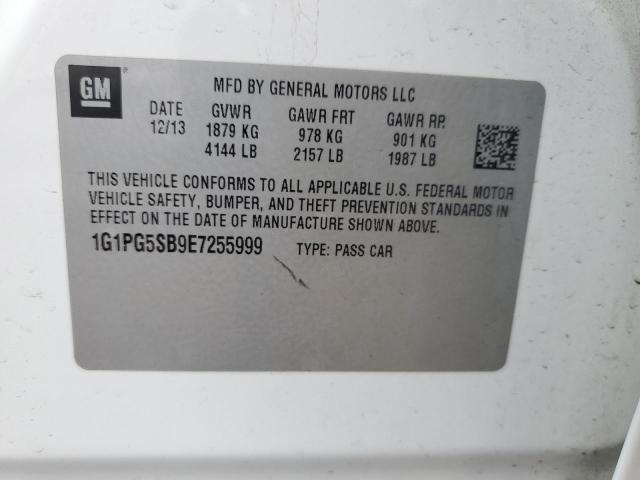 GM
MFD BY GENERAL MOTORS LLC
DATE GVWR GAWR FRT GAWR RR
12/13 1879 KG 978 KG 901 KG
4144 LB 2157 LB 1987 LB
THIS VEHICLE CONFORMS TO ALL APPLICABLE U.S. FEDERAL MOTOR
VEHICLE SAFETY, BUMPER, AND THEFT PREVENTION STANDARDS IN
EFFECT ON THE DATE OF MANUFACTURE SHOWN ABOVE.
1G1PG5SB9E7255999 TYPE: PASS CAR